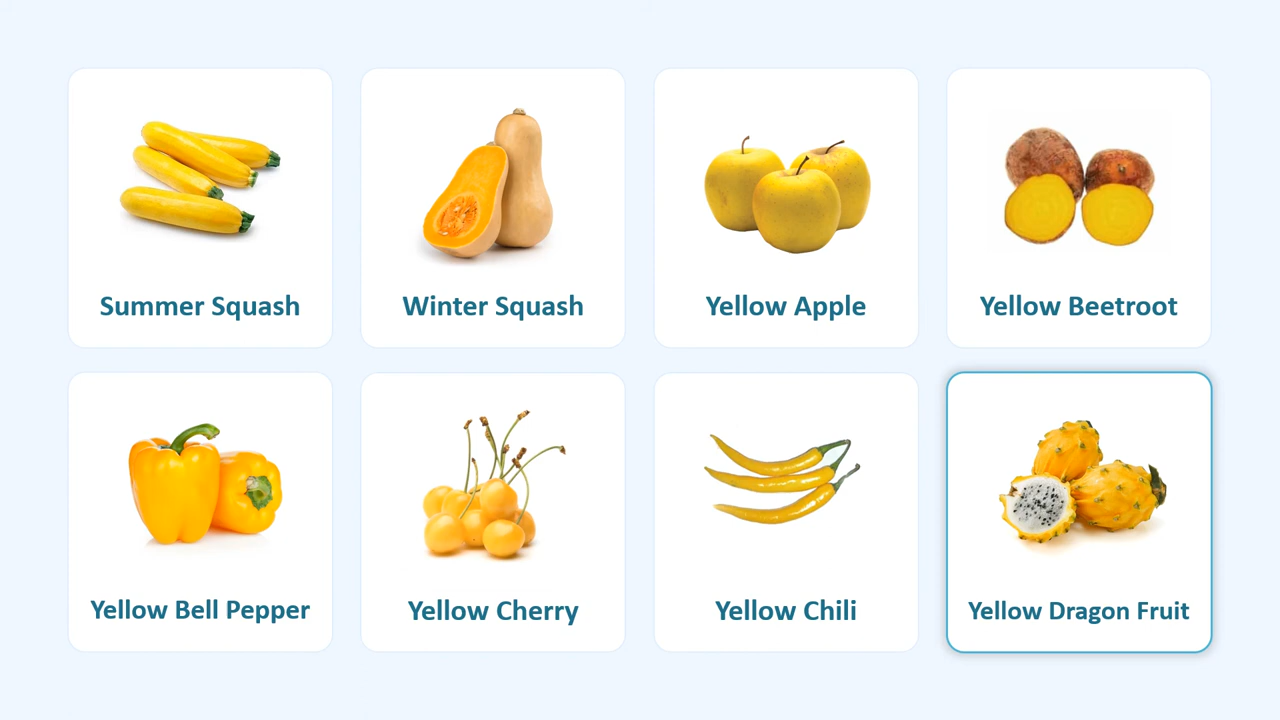 Summer Squash
Winter Squash
Yellow Apple
Yellow Beetroot
Yellow Bell Pepper
Yellow Cherry
Yellow Chili
Yellow Dragon Fruit